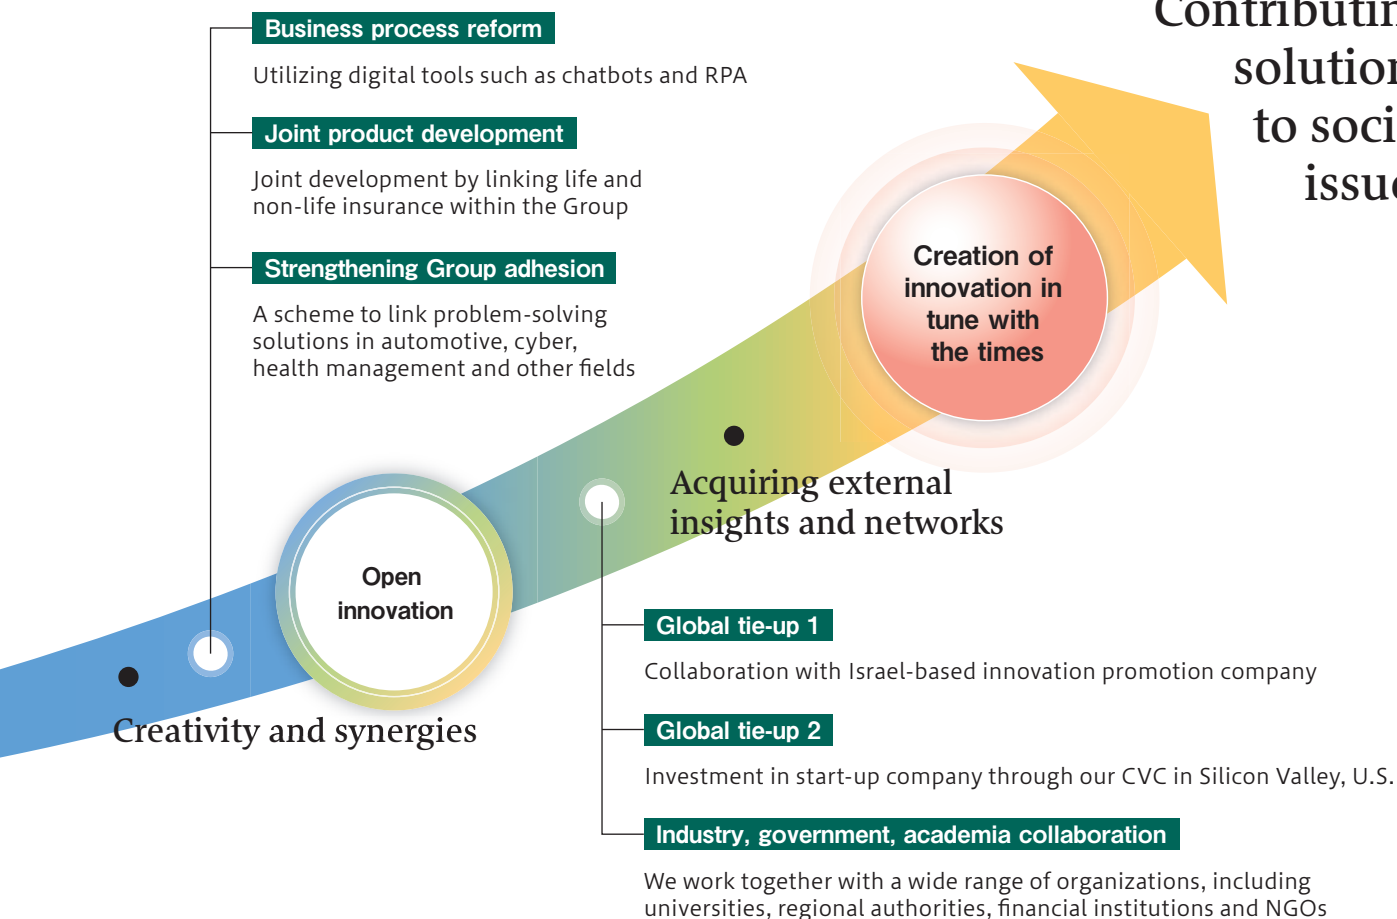 Business process reform
Utilizing digital tools such as chatbots and RPA
Joint product development
Joint development by linking life and
non-life insurance within the Group
Strengthening Group adhesion
A scheme to link problem-solving
solutions in automotive, cyber,
health management and other fields
to
Creation of
innovation in
tune with
the times
Acquiring external
insights and networks
Open
innovation
Creativity and synergies
Global tie-up 1
Collaboration with Israel-based innovation promotion company
Global tie-up 2
Investment in start-up company through our CVC in Silicon Valley, U.S.
Industry, government, academia collaboration
We work together with a wide range of organizations, including
universities, regional authorities, financial institutions and NGOs